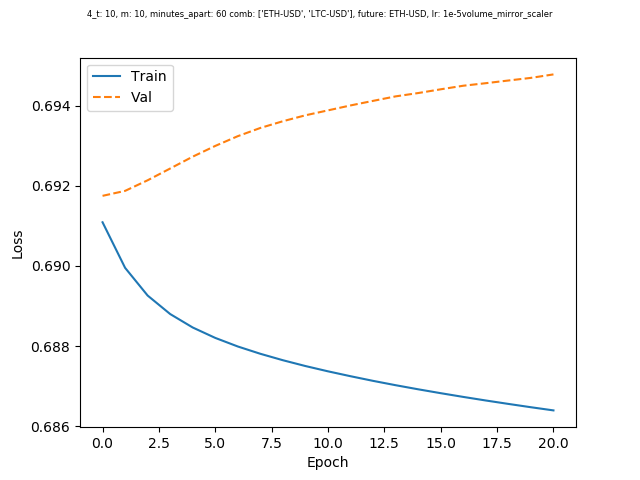 4_t: 10, m: 10, minutes_apart: 60 comb: ['ETH-USD', 'LTC-USD'], future: ETH-USD, lr: 1e-5volume_mirror_scaler
Train
Val
0.694
0.692
0.690
0.688
0.686
Loss
0.0 2.5 5.0 7.5 10.0 12.5 15.0 17.5 20.0
Epoch